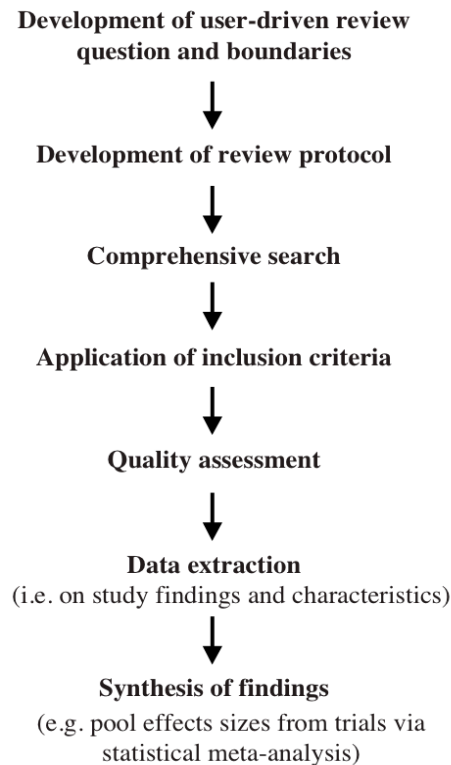 Development of user-driven review
question and boundaries
Development of review protocol
Comprehensive search
Application of inclusion criteria
Quality assessment
Data extraction
(i.e. on study findings and characteristics)
Synthesis of findings
(e.g. pool effects sizes from trials via
statistical meta-analysis)